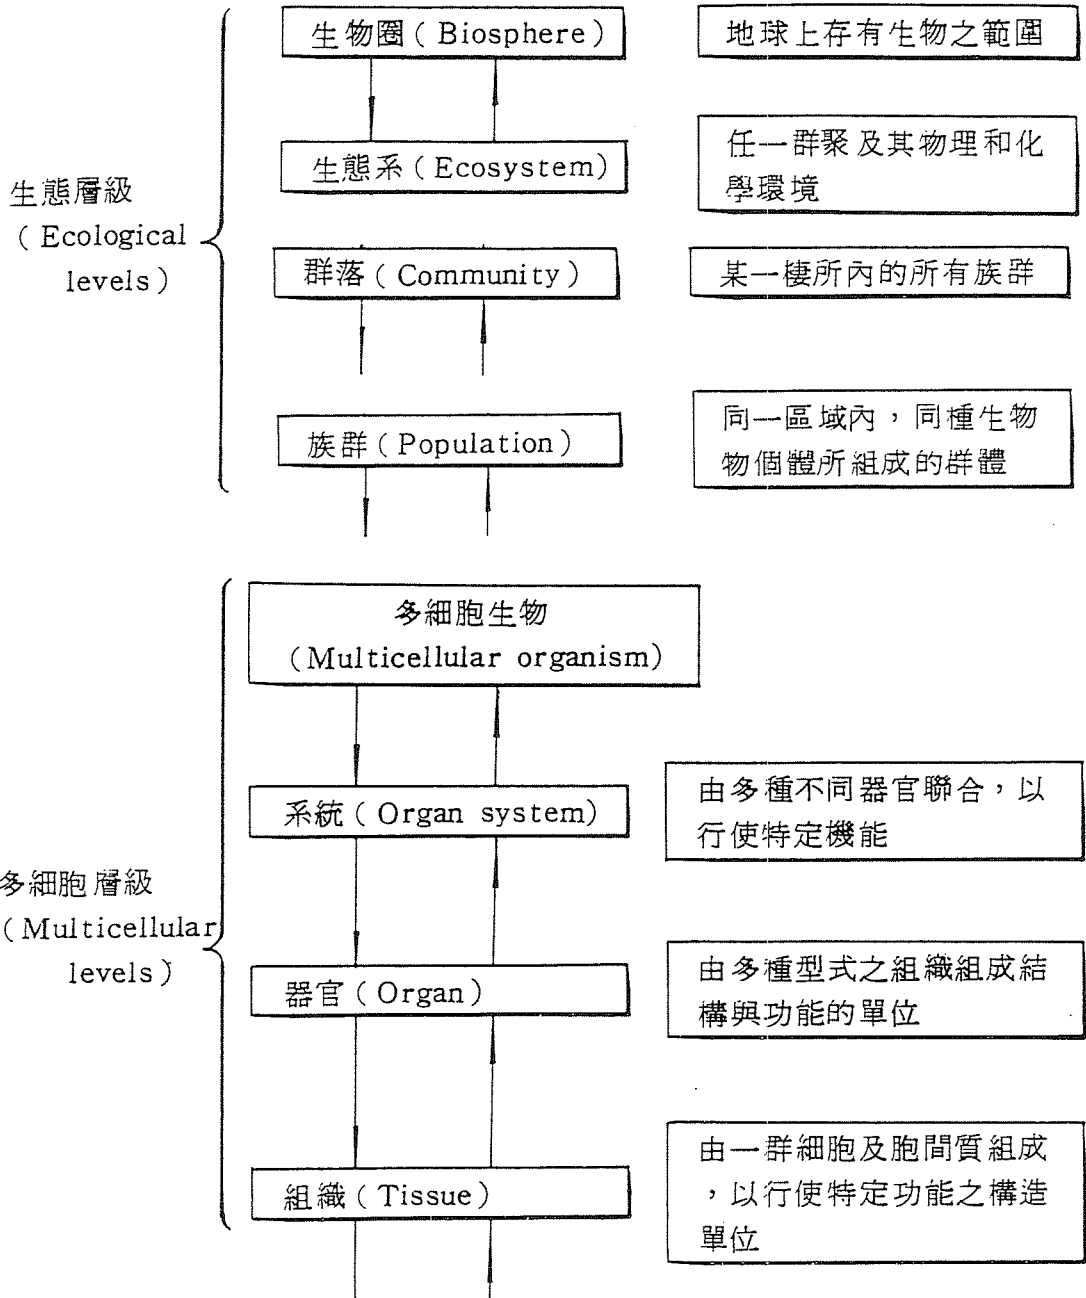 生物圈（Biosphere）
地球上存有生物之範圍
生態系（Ecosystem）
任一群聚及其物理和化
學環境
生態層級
（Ecological
levels）
群落（Community）
某一棲所內的所有族群
族群（Population）
同一區域內，同種生物
物個體所組成的群體
多細胞生物
（Multicellular organism）
系統（Organ system）
由多種不同器官聯合，以
行使特定機能
多細胞層級
（Multicellular
levels）
器官（Organ）
由多種型式之組織組成結
構與功能的單位
組織（Tissue）
由一群細胞及胞間質組成
，以行使特定功能之構造
單位